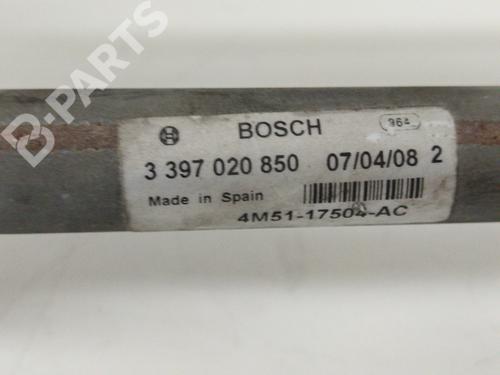 B-PARTS
BOSCH 964
3 397 020 850 07/04/08 2
Made in Spain
4M51-17504-AC